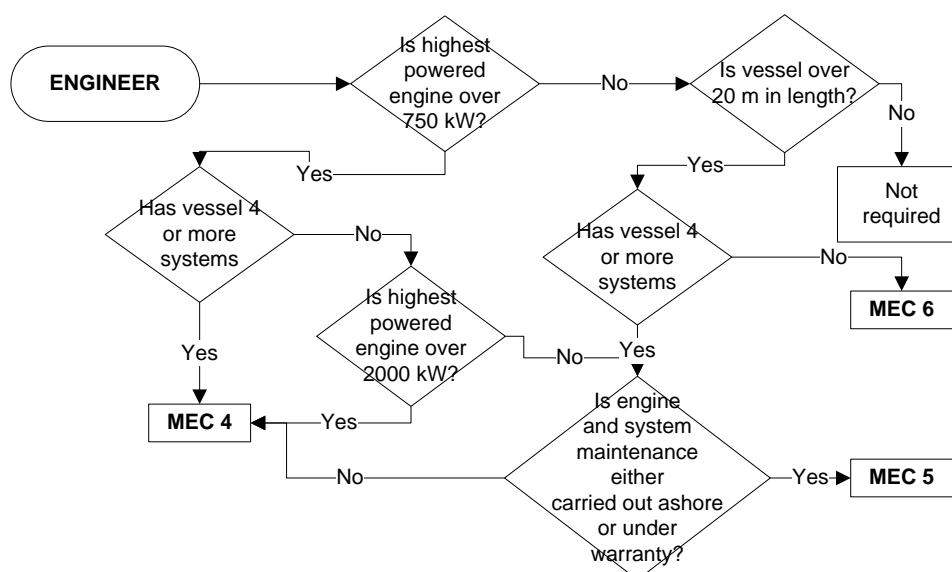 ENGINEER
Is highest
powered
engine over
750 kW?
No
Is vessel over
20 m in length?
No
Not
required
Yes
Has vessel 4
or more
systems
No
Is highest
powered
engine over
2000 kW?
Yes
Has vessel 4
or more
systems
No
MEC 6
Yes
MEC 4
Yes
No
Yes
Is engine
and system
maintenance
either
carried out ashore
or under
warranty?
No
Yes
MEC 5